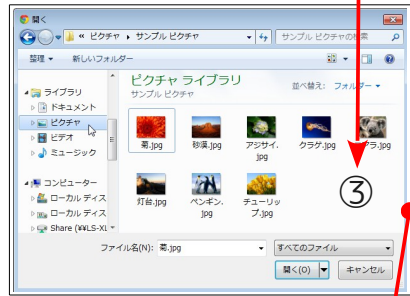 開く
« ピクチャ ▸ サンプル ピクチャ
サンプル ピクチャの検索
整理 ▼ 新しいフォルダー
ライブラリ
ドキュメント
ピクチャ
ビデオ
ミュージック
コンピューター
ローカル ディス
ローカル ディス
Share (¥¥LS-XL
ピクチャ ライブラリ
サンプル ピクチャ
並べ替え: フォルダー ▼
菊.jpg
砂漠.jpg
アジサイ.
jpg
クラゲ.jpg
ラ.jpg
灯台.jpg
ペンギン.
jpg
チューリッ
プ.jpg
③
ファイル名(N): 菊.jpg
すべてのファイル
開く(O)
キャンセル